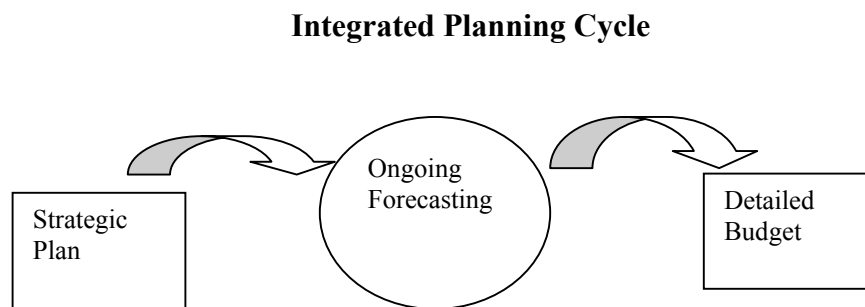 Integrated Planning Cycle
Strategic
Plan
Ongoing
Forecasting
Detailed
Budget